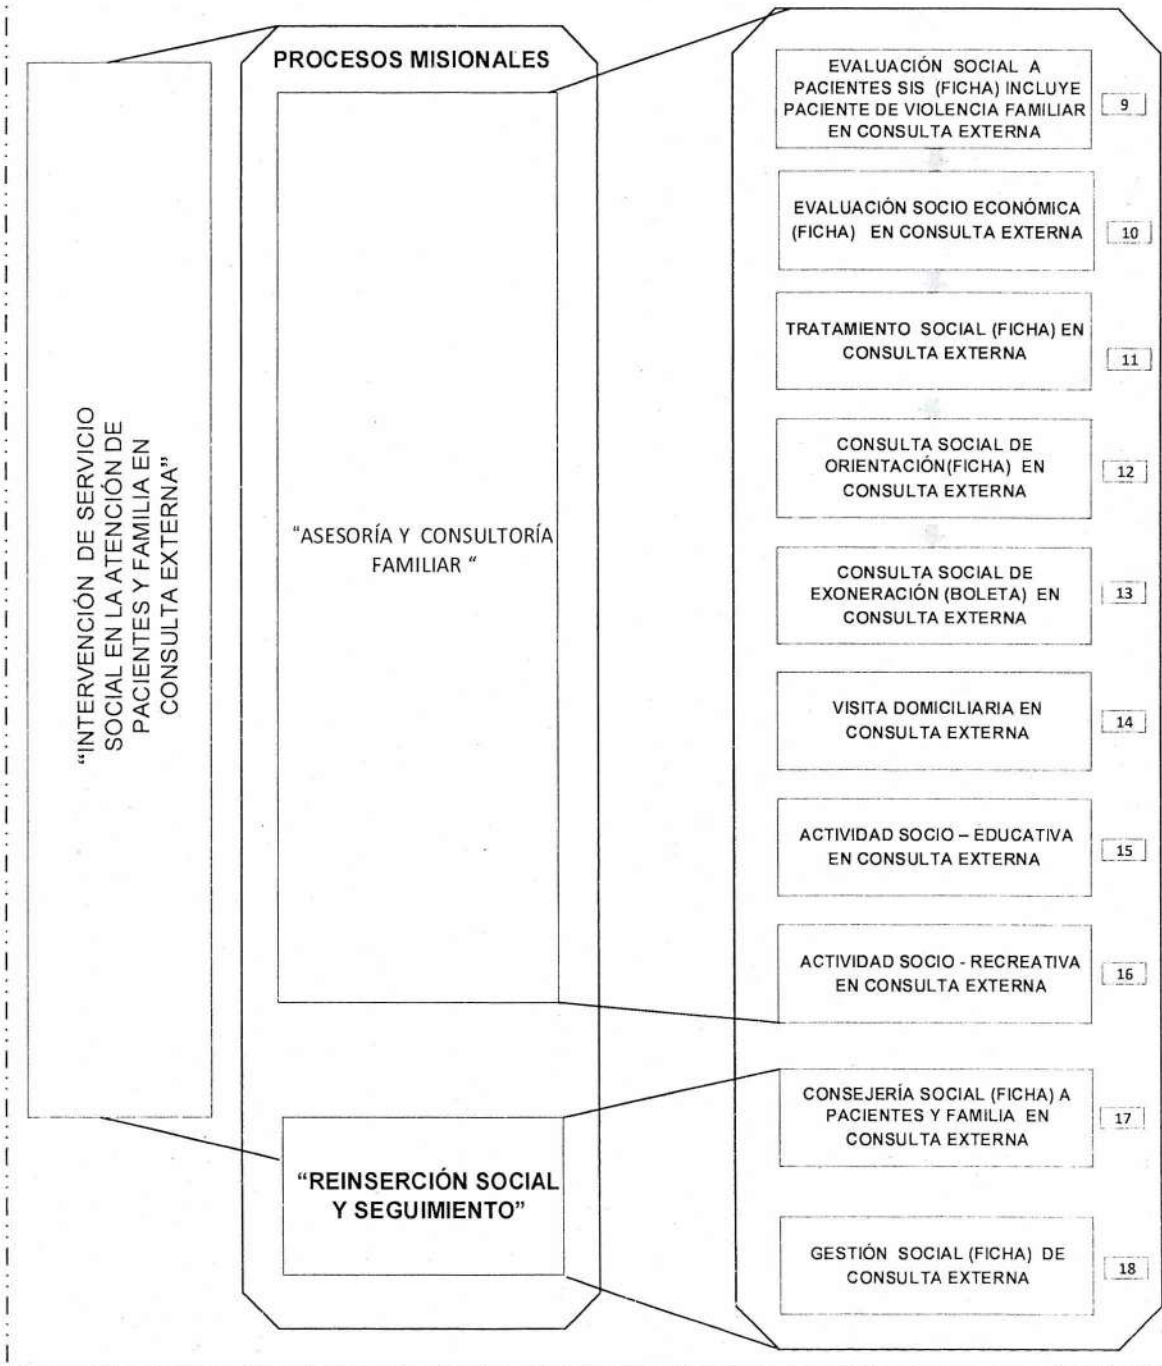 PROCESOS MISIONALES
“INTERVENCIÓN DE SERVICIO
SOCIAL EN LA ATENCIÓN DE
PACIENTES Y FAMILIA EN
CONSULTA EXTERNA”
“ASESORÍA Y CONSULTORÍA
FAMILIAR “
“REINSERCIÓN SOCIAL
Y SEGUIMIENTO”
EVALUACIÓN SOCIAL A
PACIENTES SIS (FICHA) INCLUYE
PACIENTE DE VIOLENCIA FAMILIAR
EN CONSULTA EXTERNA
9
EVALUACIÓN SOCIO ECONÓMICA
(FICHA) EN CONSULTA EXTERNA
10
TRATAMIENTO SOCIAL (FICHA) EN
CONSULTA EXTERNA
11
CONSULTA SOCIAL DE
ORIENTACIÓN(FICHA) EN
CONSULTA EXTERNA
12
CONSULTA SOCIAL DE
EXONERACIÓN (BOLETA) EN
CONSULTA EXTERNA
13
VISITA DOMICILIARIA EN
CONSULTA EXTERNA
14
ACTIVIDAD SOCIO – EDUCATIVA
EN CONSULTA EXTERNA
15
ACTIVIDAD SOCIO - RECREATIVA
EN CONSULTA EXTERNA
16
CONSEJERÍA SOCIAL (FICHA) A
PACIENTES Y FAMILIA EN
CONSULTA EXTERNA
17
GESTIÓN SOCIAL (FICHA) DE
CONSULTA EXTERNA
18